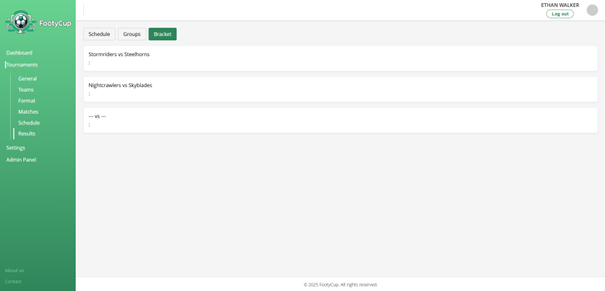 FootyCup
ETHAN WALKER
Log out
Dashboard
Tournaments
General
Teams
Format
Matches
Schedule
Results
Settings
Admin Panel
About us
Contact
Schedule
Groups
Bracket
Stormriders vs Steelhorns
:
Nightcrawlers vs Skyblades
:
--- vs ---
:
© 2025 FootyCup. All rights reserved.